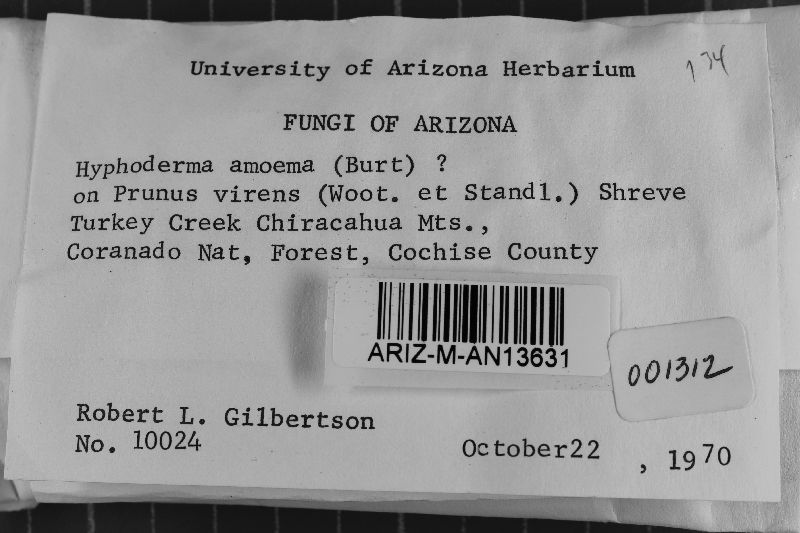 University of Arizona Herbarium
134
FUNGI OF ARIZONA
Hyphoderma amoema (Burt) ?
on Prunus virens (Woot. et Standl.) Shreve
Turkey Creek Chiracahua Mts.,
Coranado Nat, Forest, Cochise County
ARIZ-M-AN13631
001312
Robert L. Gilbertson
No. 10024
October22 , 1970